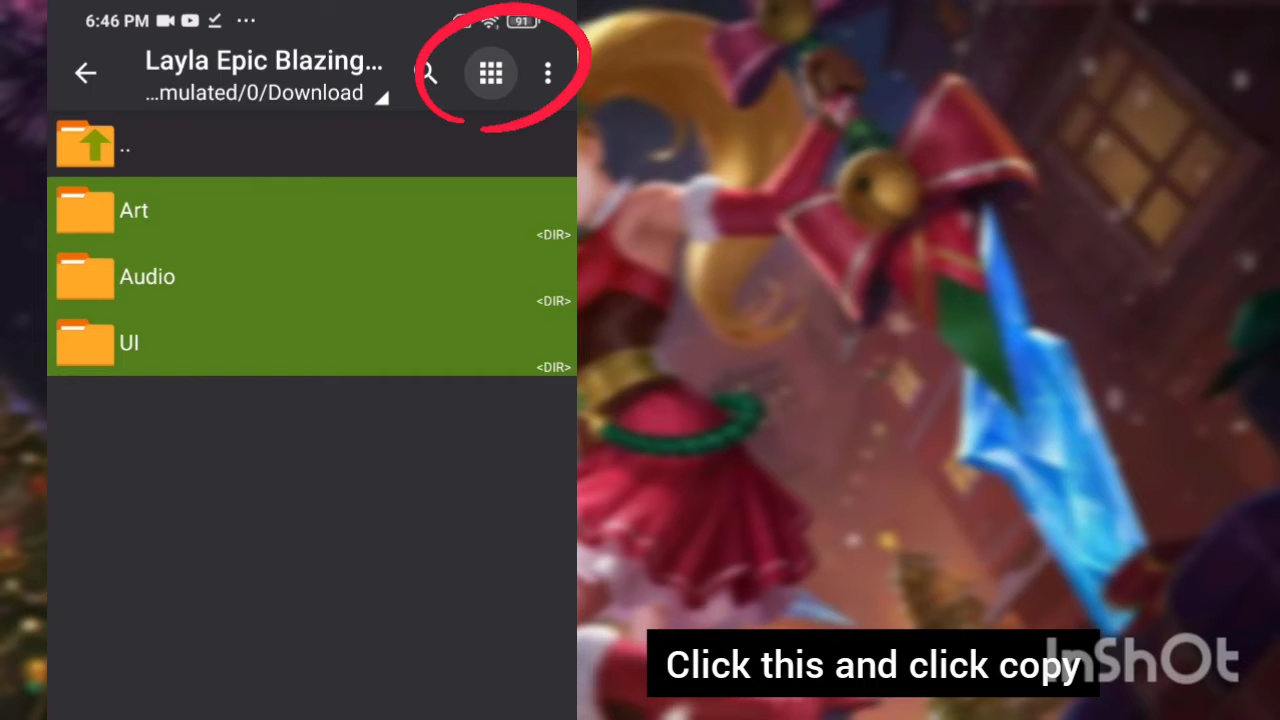 6:46 PM ... 91
Layla Epic Blazing...
...mulated/0/Download
..
Art
<DIR>
Audio
<DIR>
UI
<DIR>
Click this and click copy
InShOt